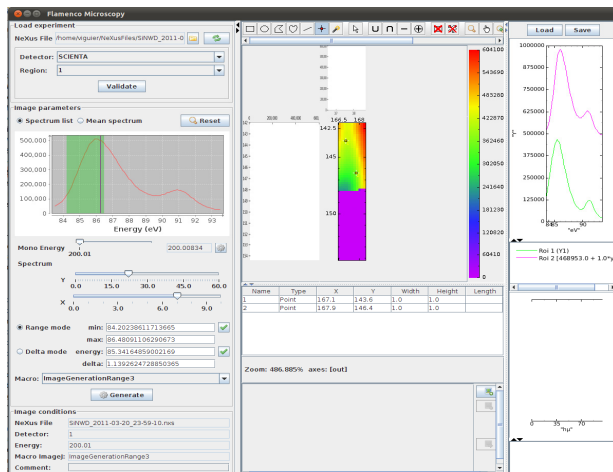 Flamenco Microscopy
Load experiment
NeXus File /home/viguier/NeXusFiles/SiNWD_2011-0
Detector: SCIENTA
Region: 1
Validate
Image parameters
Spectrum list Mean spectrum Reset
500,000
400,000
300,000
200,000
100,000
0
84 85 86 87 88 89 90 91 92 93
Energy (eV)
Mono Energy 200.01 200.00834
Spectrum
Y
0.0 15.0 30.0 45.0 60.0
X
0.0 3.0 6.0 9.0
Range mode min: 84.20238611713665
max: 86.48091106290673
Delta mode energy: 85.34164859002169
delta: 1.1392624728850365
Macro: ImageGenerationRange3
Generate
Image conditions
NeXus File SiNWD_2011-03-20_23-59-10.nxs
Detector: 1
Energy: 200.01
Macro ImageJ: ImageGenerationRange3
Comment:
166.5 168
142.5
145
150
604100
543690
483280
422870
362460
302050
241640
181230
120820
60410
0
Name Type X Y Width Height Length
1 Point 167.1 143.6 1.0 1.0
2 Point 167.9 146.4 1.0 1.0
Zoom: 486.885% axes: [out]
Load Save
1000000
875000
750000
625000
500000
375000
250000
125000
0
8485 90
"eV"
Roi 1 (Y1)
Roi 2 [468953.0 + 1.0*y
0 35 70
"hμ"